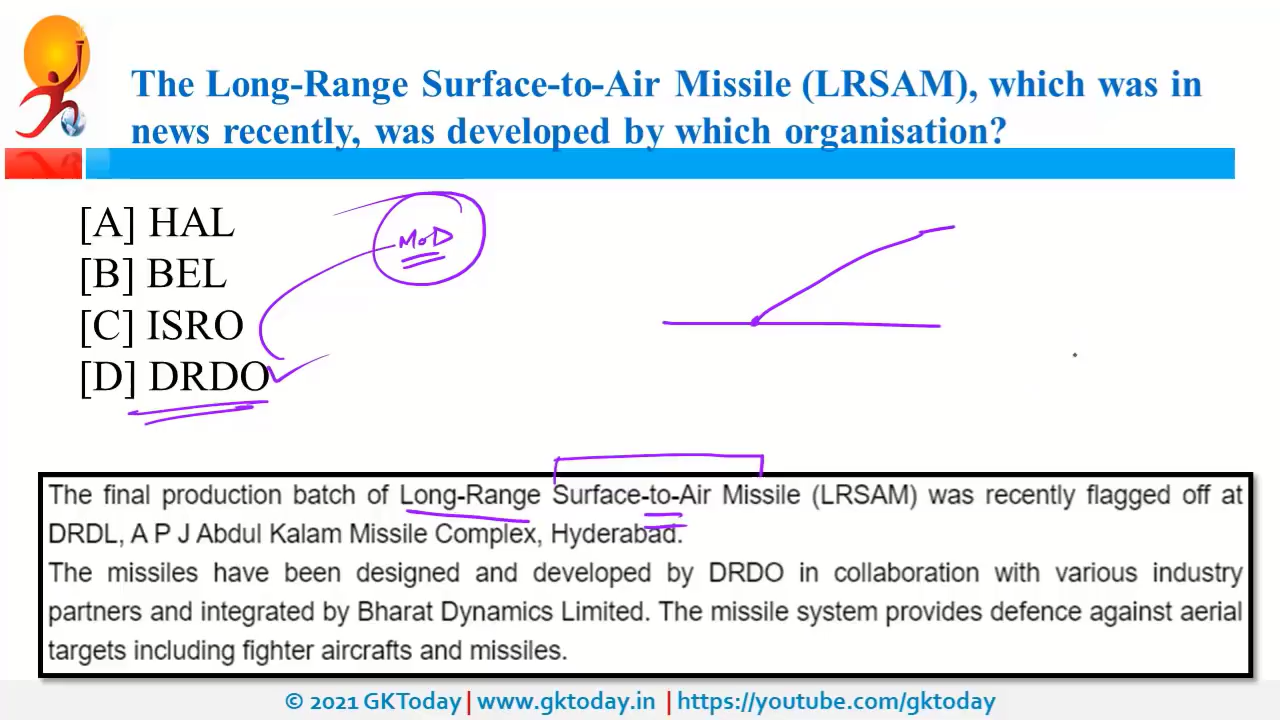 The Long-Range Surface-to-Air Missile (LRSAM), which was in
news recently, was developed by which organisation?
[A] HAL
MoD
[B] BEL
[C] ISRO
[D] DRDO
The final production batch of Long-Range Surface-to-Air Missile (LRSAM) was recently flagged off at
DRDL, A P J Abdul Kalam Missile Complex, Hyderabad.
The missiles have been designed and developed by DRDO in collaboration with various industry
partners and integrated by Bharat Dynamics Limited. The missile system provides defence against aerial
targets including fighter aircrafts and missiles.
© 2021 GKToday | www.gktoday.in | https://youtube.com/gktoday